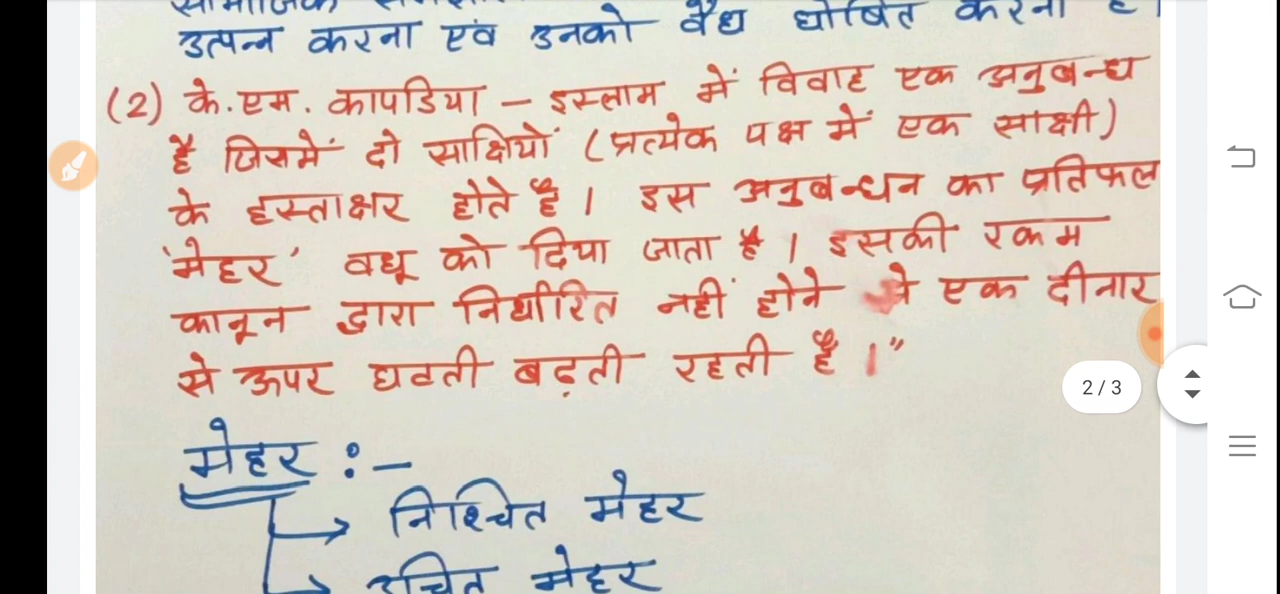 उत्पन्न करना एवं उनको वैध घोषित करना है।
(2) के.एम. कापडिया – इस्लाम में विवाह एक अनुबन्ध
है जिसमें दो साक्षियों (प्रत्येक पक्ष में एक साक्षी)
के हस्ताक्षर होते है। इस अनुबन्धन का प्रतिफल
'मेहर' वधू को दिया जाता है। इसकी रकम
कानून द्वारा निर्धारित नहीं होने से एक दीनार
से ऊपर घटती बढ़ती रहती है।"
मेहर :-
→ निश्चित मेहर
→ उचित मेहर
2 / 3